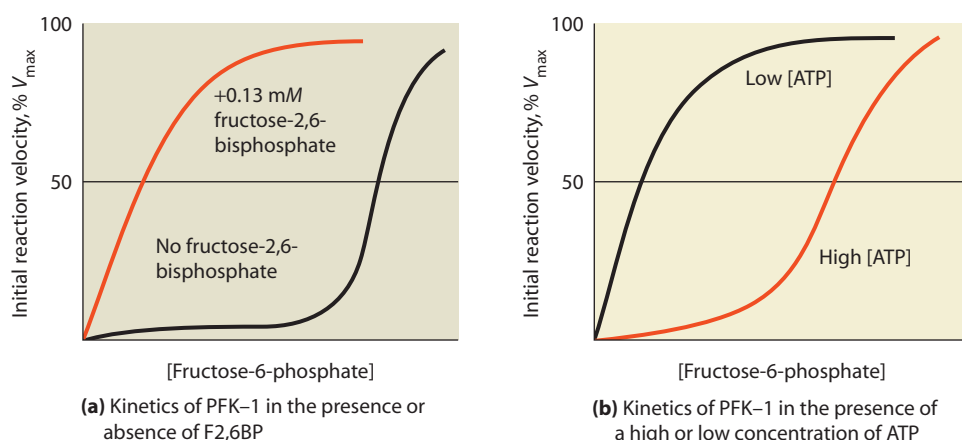 100
50
Initial reaction velocity, % Vmax
+0.13 mM
fructose-2,6-
bisphosphate
No fructose-2,6-
bisphosphate
[Fructose-6-phosphate]
(a) Kinetics of PFK–1 in the presence or
absence of F2,6BP
100
50
Initial reaction velocity, % Vmax
Low [ATP]
High [ATP]
[Fructose-6-phosphate]
(b) Kinetics of PFK–1 in the presence of
a high or low concentration of ATP